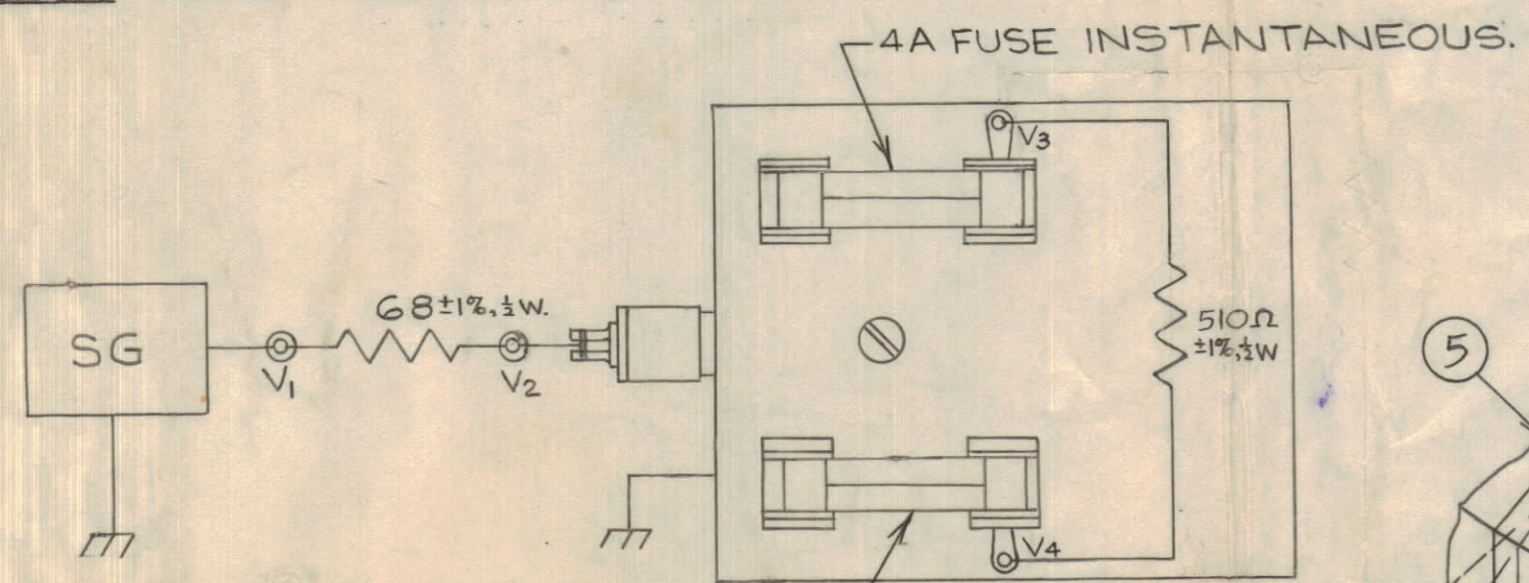 4A FUSE INSTANTANEOUS.
V3
68 ±1%, ½W.
SG
V1
V2
510Ω
±1%, ½W
5
V4